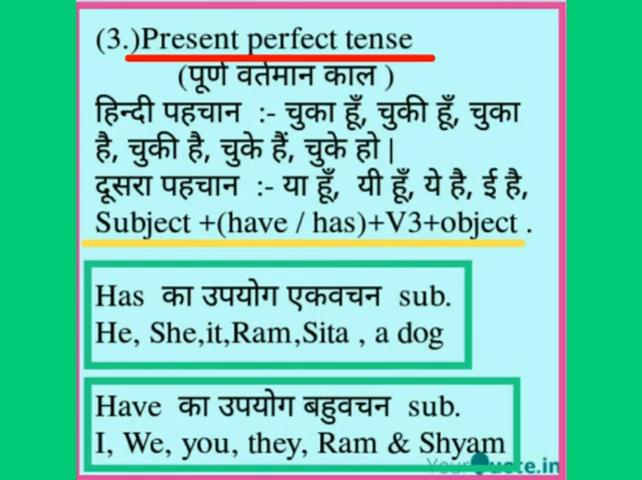 (3.)Present perfect tense
(पूर्ण वर्तमान काल )
हिन्दी पहचान :- चुका हूँ, चुकी हूँ, चुका
है, चुकी है, चुके हैं, चुके हो |
दूसरा पहचान :- या हूँ, यी हूँ, ये है, ई है,
Subject +(have / has)+V3+object .
Has का उपयोग एकवचन sub.
He, She,it,Ram,Sita , a dog
Have का उपयोग बहुवचन sub.
I, We, you, they, Ram & Shyam
YourQuote.in